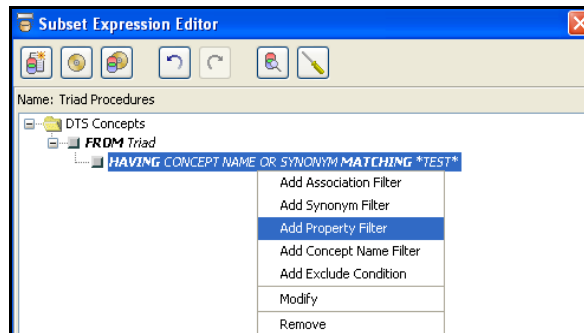 Subset Expression Editor
Name: Triad Procedures
DTS Concepts
FROM Triad
HAVING CONCEPT NAME OR SYNONYM MATCHING *TEST*
Add Association Filter
Add Synonym Filter
Add Property Filter
Add Concept Name Filter
Add Exclude Condition
Modify
Remove